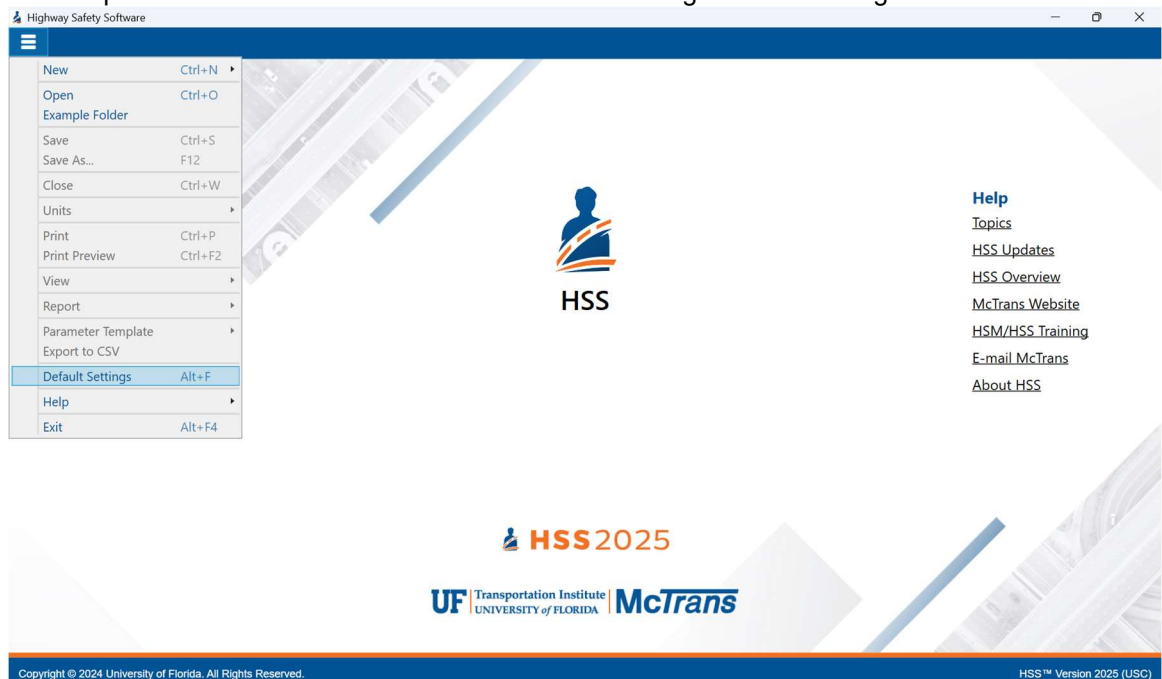 Highway Safety Software
New Ctrl+N
Open Ctrl+O
Example Folder
Save Ctrl+S
Save As... F12
Close Ctrl+W
Units
Print Ctrl+P
Print Preview Ctrl+F2
View
Report
Parameter Template
Export to CSV
Default Settings Alt+F
Help
Exit Alt+F4
HSS
Help
Topics
HSS Updates
HSS Overview
McTrans Website
HSM/HSS Training
E-mail McTrans
About HSS
HSS2025
UF Transportation Institute McTrans
UNIVERSITY of FLORIDA
Copyright © 2024 University of Florida. All Rights Reserved. HSS™ Version 2025 (USC)